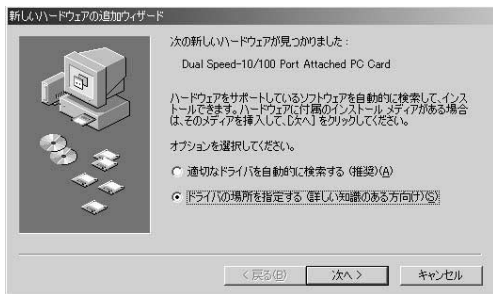 新しいハードウェアの追加ウィザード
次の新しいハードウェアが見つかりました：
Dual Speed-10/100 Port Attached PC Card
ハードウェアをサポートしているソフトウェアを自動的に検索して、インス
トールできます。ハードウェアに付属のインストール メディアがある場合
は、そのメディアを挿入して、[次へ] をクリックしてください。
オプションを選択してください。
適切なドライバを自動的に検索する (推奨)(A)
ドライバの場所を指定する (詳しい知識のある方向け)(S)
< 戻る(B) 次へ > キャンセル